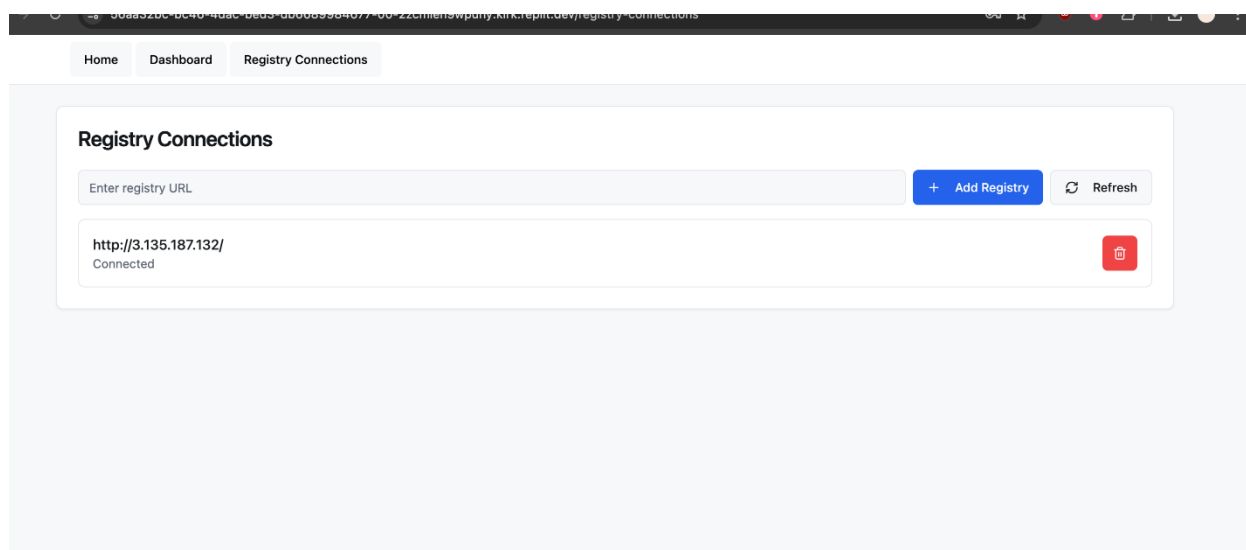 Home Dashboard Registry Connections
Registry Connections
Enter registry URL
+ Add Registry Refresh
http://3.135.187.132/
Connected